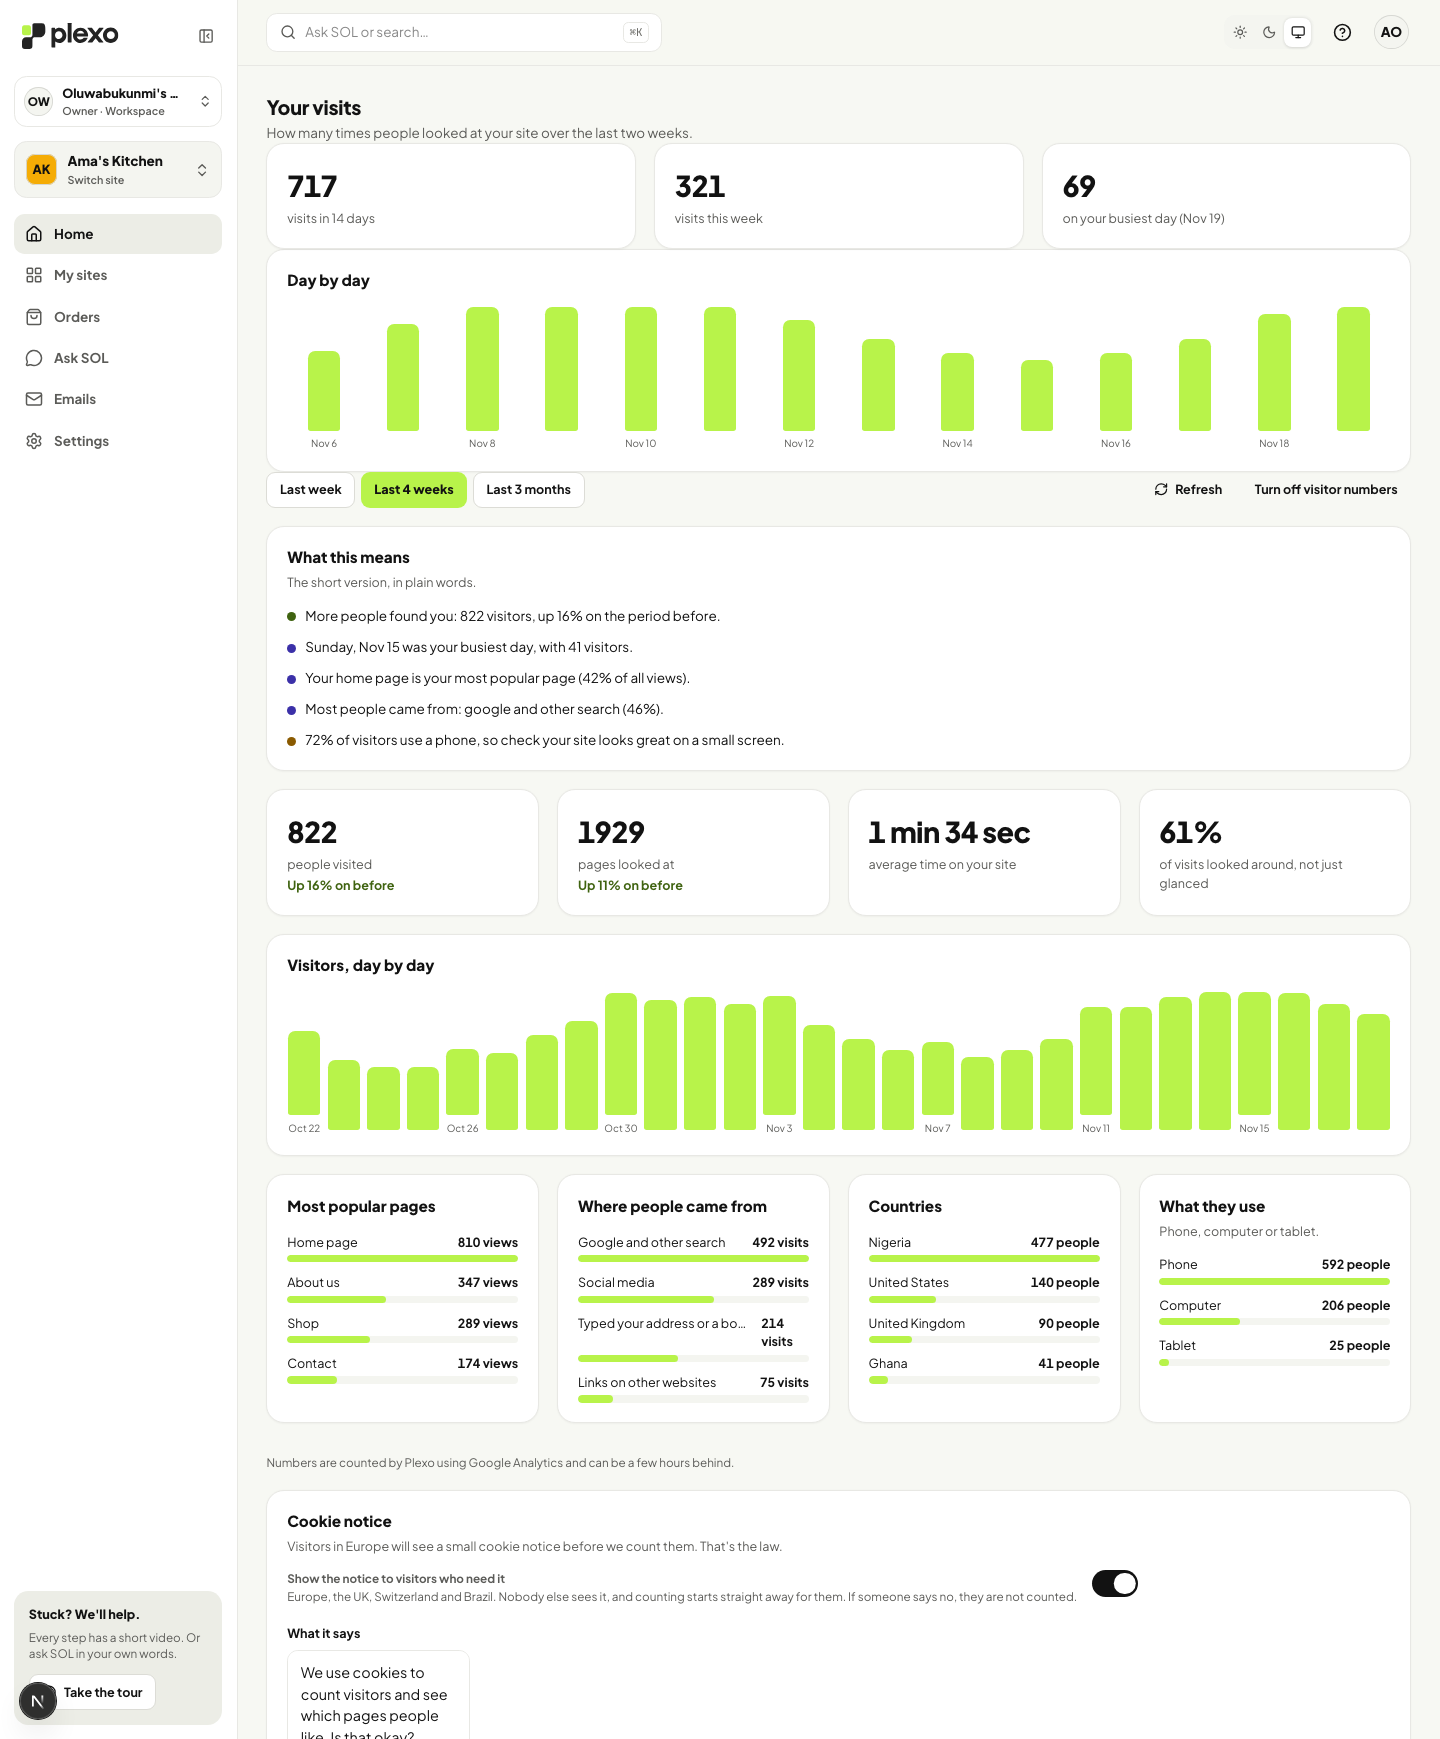 plexo
Ask SOL or search…
⌘K
AO
OW
Oluwabukunmi's …
Owner · Workspace
AK
Ama's Kitchen
Switch site
Home
My sites
Orders
Ask SOL
Emails
Settings
Your visits
How many times people looked at your site over the last two weeks.
717
visits in 14 days
321
visits this week
69
on your busiest day (Nov 19)
Day by day
Nov 6
Nov 8
Nov 10
Nov 12
Nov 14
Nov 16
Nov 18
Last week
Last 4 weeks
Last 3 months
Refresh
Turn off visitor numbers
What this means
The short version, in plain words.
More people found you: 822 visitors, up 16% on the period before.
Sunday, Nov 15 was your busiest day, with 41 visitors.
Your home page is your most popular page (42% of all views).
Most people came from: google and other search (46%).
72% of visitors use a phone, so check your site looks great on a small screen.
822
people visited
Up 16% on before
1929
pages looked at
Up 11% on before
1 min 34 sec
average time on your site
61%
of visits looked around, not just
glanced
Visitors, day by day
Oct 22
Oct 26
Oct 30
Nov 3
Nov 7
Nov 11
Nov 15
Most popular pages
Home page 810 views
About us 347 views
Shop 289 views
Contact 174 views
Where people came from
Google and other search 492 visits
Social media 289 visits
Typed your address or a bo… 214
visits
Links on other websites 75 visits
Countries
Nigeria 477 people
United States 140 people
United Kingdom 90 people
Ghana 41 people
What they use
Phone, computer or tablet.
Phone 592 people
Computer 206 people
Tablet 25 people
Numbers are counted by Plexo using Google Analytics and can be a few hours behind.
Cookie notice
Visitors in Europe will see a small cookie notice before we count them. That's the law.
Show the notice to visitors who need it
Europe, the UK, Switzerland and Brazil. Nobody else sees it, and counting starts straight away for them. If someone says no, they are not counted.
What it says
We use cookies to
count visitors and see
which pages people
like. Is that okay?
Stuck? We'll help.
Every step has a short video. Or
ask SOL in your own words.
Take the tour
N